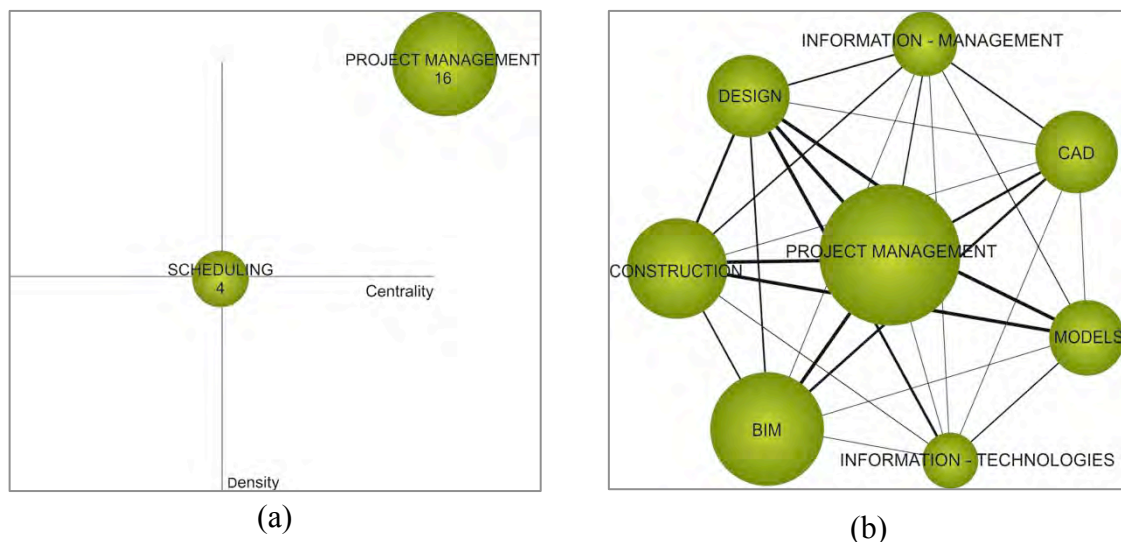 PROJECT MANAGEMENT
16
SCHEDULING
4
Centrality
Density
(a)
INFORMATION - MANAGEMENT
DESIGN
CAD
PROJECT MANAGEMENT
CONSTRUCTION
MODELS
BIM
INFORMATION - TECHNOLOGIES
(b)